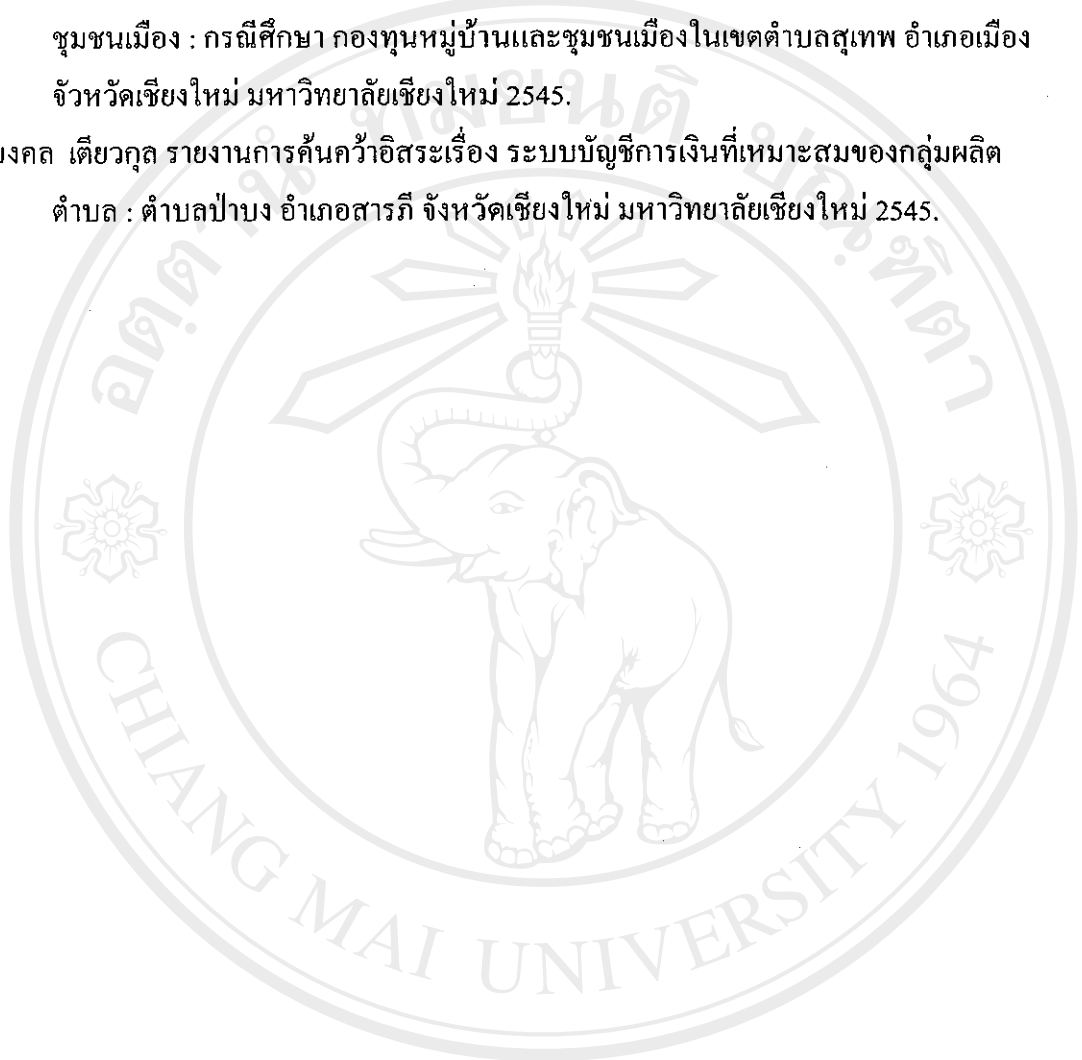 ชุมชนเมือง : กรณีศึกษา กองทุนหมู่บ้านและชุมชนเมืองในเขตตำบลสุเทพ อำเภอเมือง
จัวหวัดเชียงใหม่ มหาวิทยาลัยเชียงใหม่ 2545.
เตียวกุล รายงานการค้นคว้าอิสระเรื่อง ระบบบัญชีการเงินที่เหมาะสมของกลุ่มผลิต
ตำบล : ตำบลป่าบง อำเภอสารภี จังหวัดเชียงใหม่ มหาวิทยาลัยเชียงใหม่ 2545.
CHIANG MAI UNIVERSITY 1964